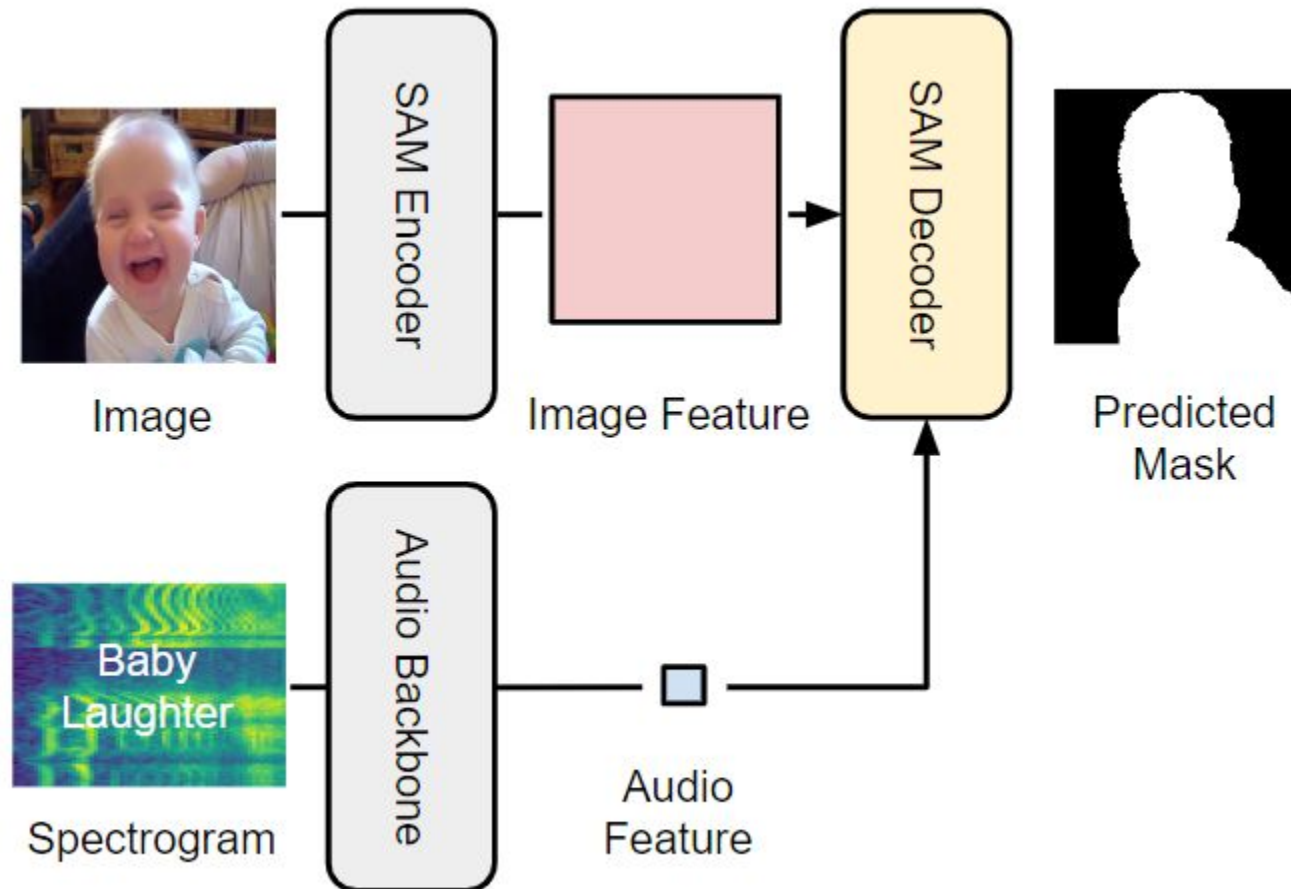 SAM Encoder
SAM Decoder
Image
Image Feature
Predicted
Mask
Audio Backbone
Baby
Laughter
Spectrogram
Audio
Feature